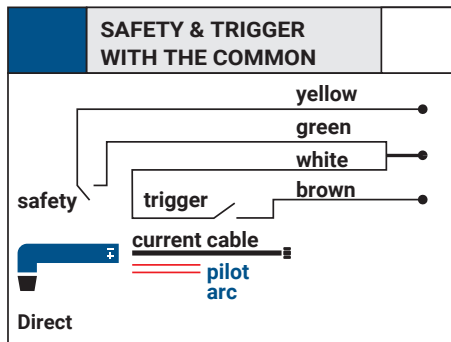 SAFETY & TRIGGER
WITH THE COMMON
yellow
green
white
safety
trigger
brown
current cable
pilot
arc
Direct